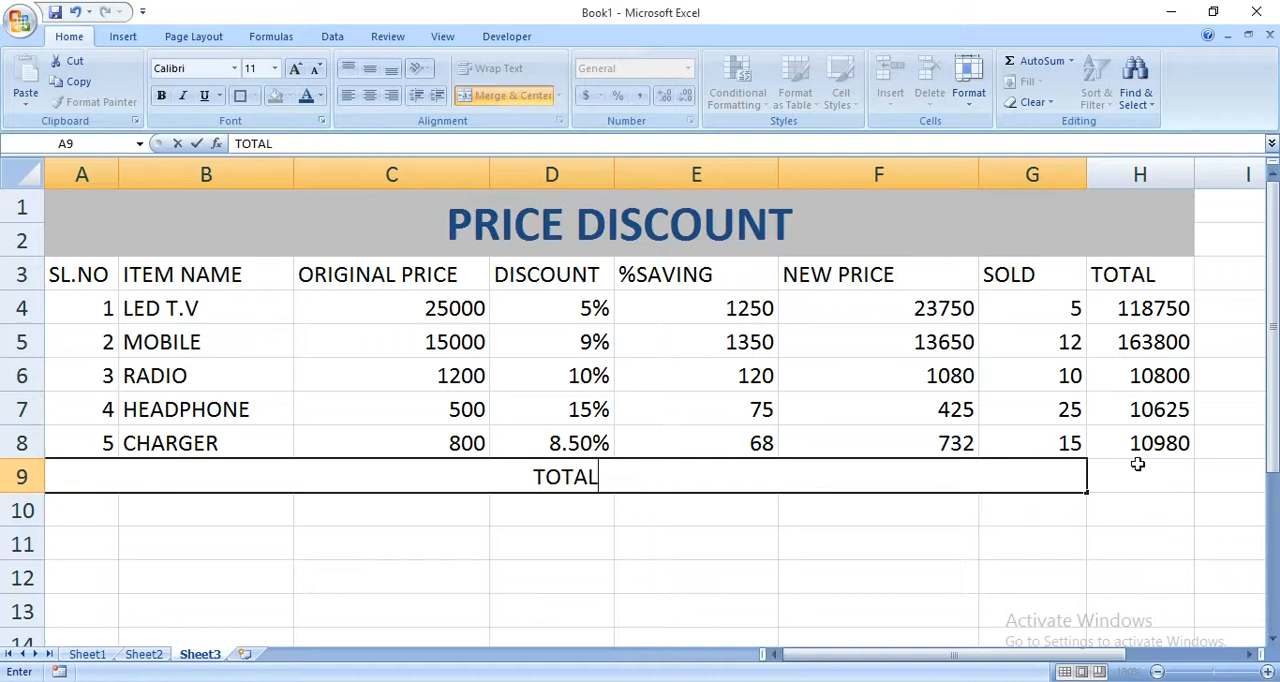 Book1 - Microsoft Excel
Home Insert Page Layout Formulas Data Review View Developer
Paste Cut Copy Format Painter Clipboard
Calibri 11 B I U A Font
Wrap Text Merge & Center Alignment
General $ % , Number
Conditional Formatting Format as Table Cell Styles Styles
Insert Delete Format Cells
Σ AutoSum Fill Clear Sort & Filter Find & Select Editing
A9 fx TOTAL
A B C D E F G H I
1 PRICE DISCOUNT
2
3 SL.NO ITEM NAME ORIGINAL PRICE DISCOUNT %SAVING NEW PRICE SOLD TOTAL
4 1 LED T.V 25000 5% 1250 23750 5 118750
5 2 MOBILE 15000 9% 1350 13650 12 163800
6 3 RADIO 1200 10% 120 1080 10 10800
7 4 HEADPHONE 500 15% 75 425 25 10625
8 5 CHARGER 800 8.50% 68 732 15 10980
9 TOTAL
10
11
12
13
14
Activate Windows
Go to Settings to activate Windows.
Sheet1 Sheet2 Sheet3
Enter